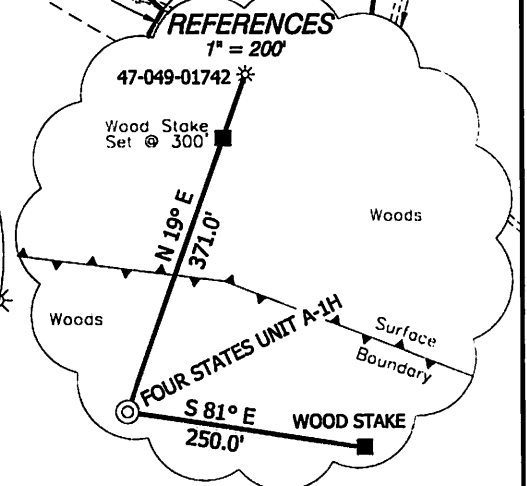 REFERENCES
1" = 200'
47-049-01742
Wood Stake
Set @ 300'
N 19° E
371.0'
Woods
Woods
FOUR STATES UNIT A-1H
Surface
Boundary
S 81° E
250.0'
WOOD STAKE